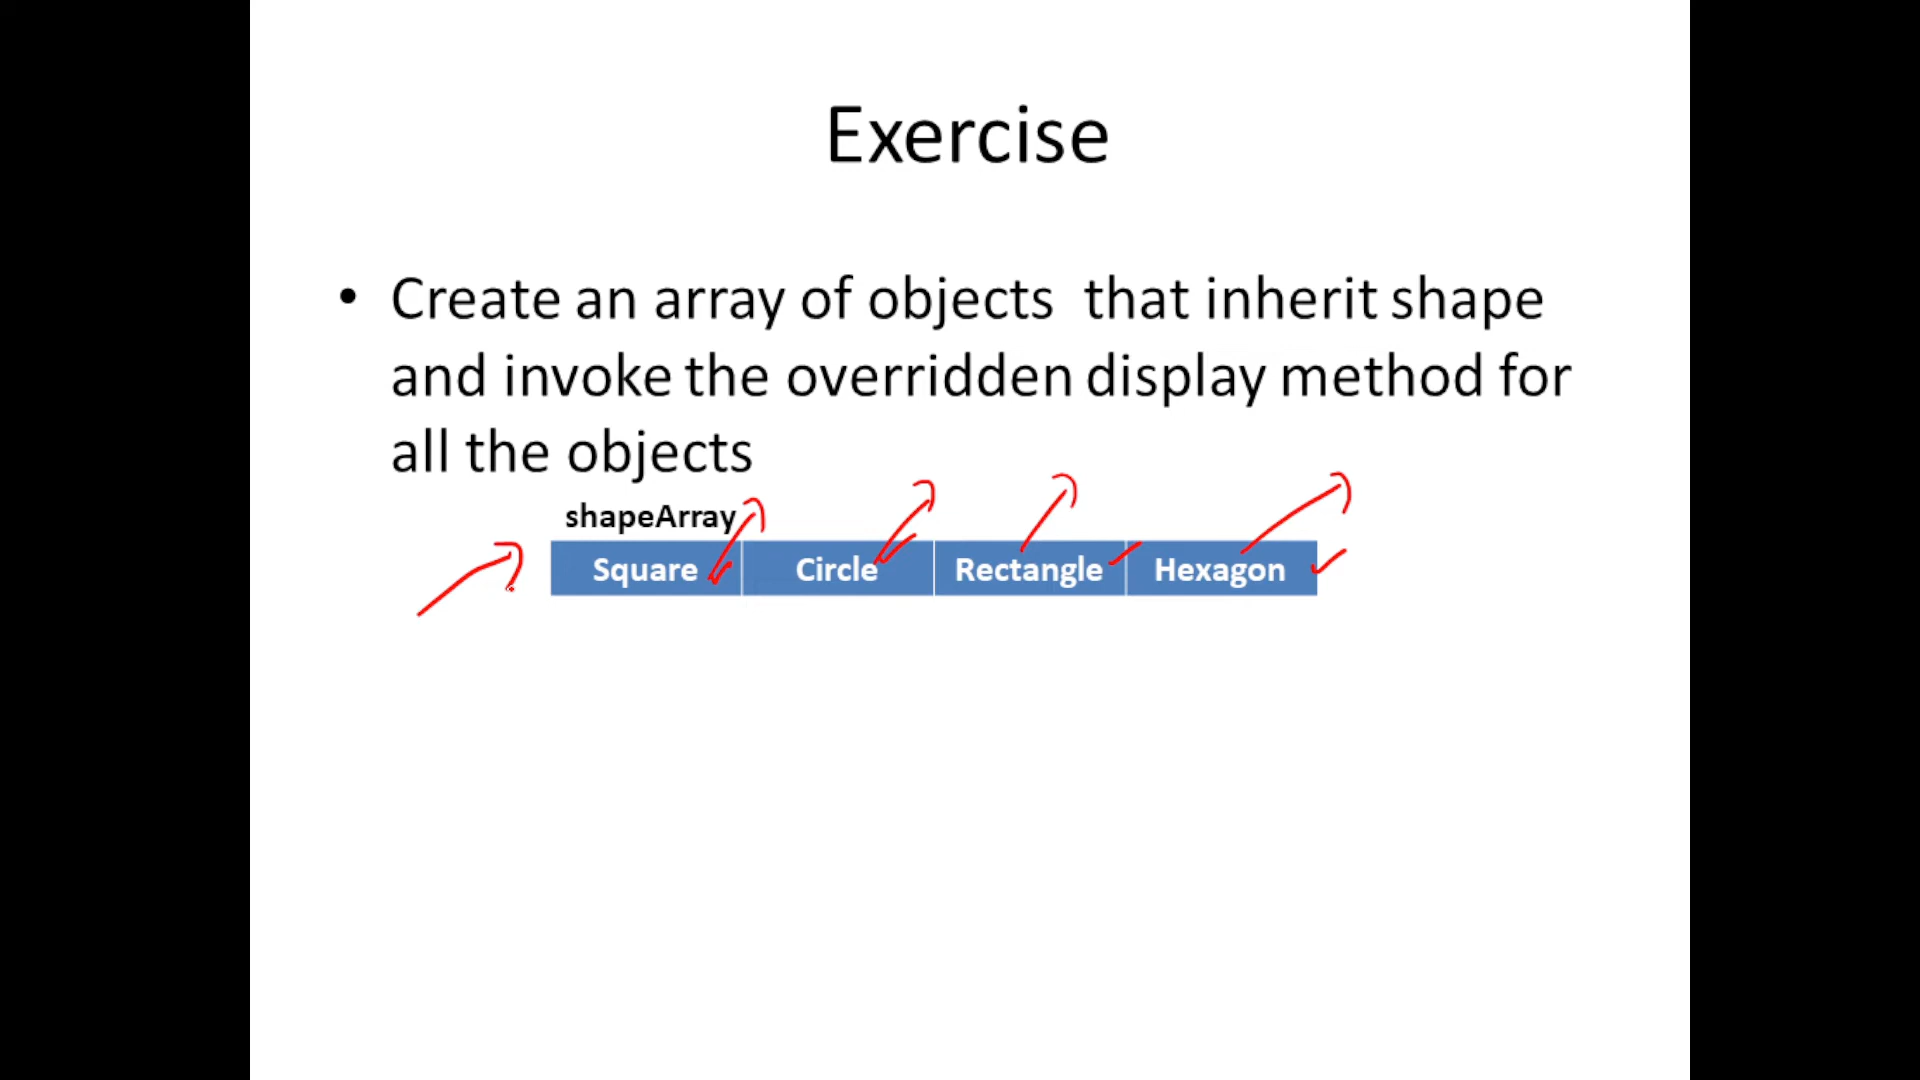 Exercise
• Create an array of objects that inherit shape
and invoke the overridden display method for
all the objects
shapeArray
Square Circle Rectangle Hexagon